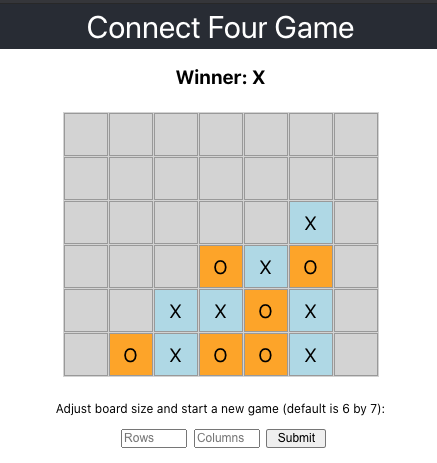 Connect Four Game
Winner: X
X
O X O
X X O X
O X O O X
Adjust board size and start a new game (default is 6 by 7):
Rows Columns Submit